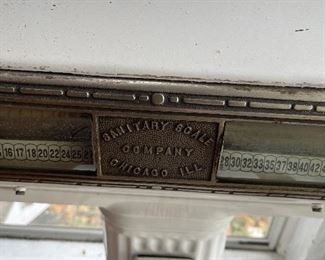 SANITARY SCALE
COMPANY
CHICAGO ILL.
16 17 18 20 22 24 25
28 30 32 33 35 37 38 40 42